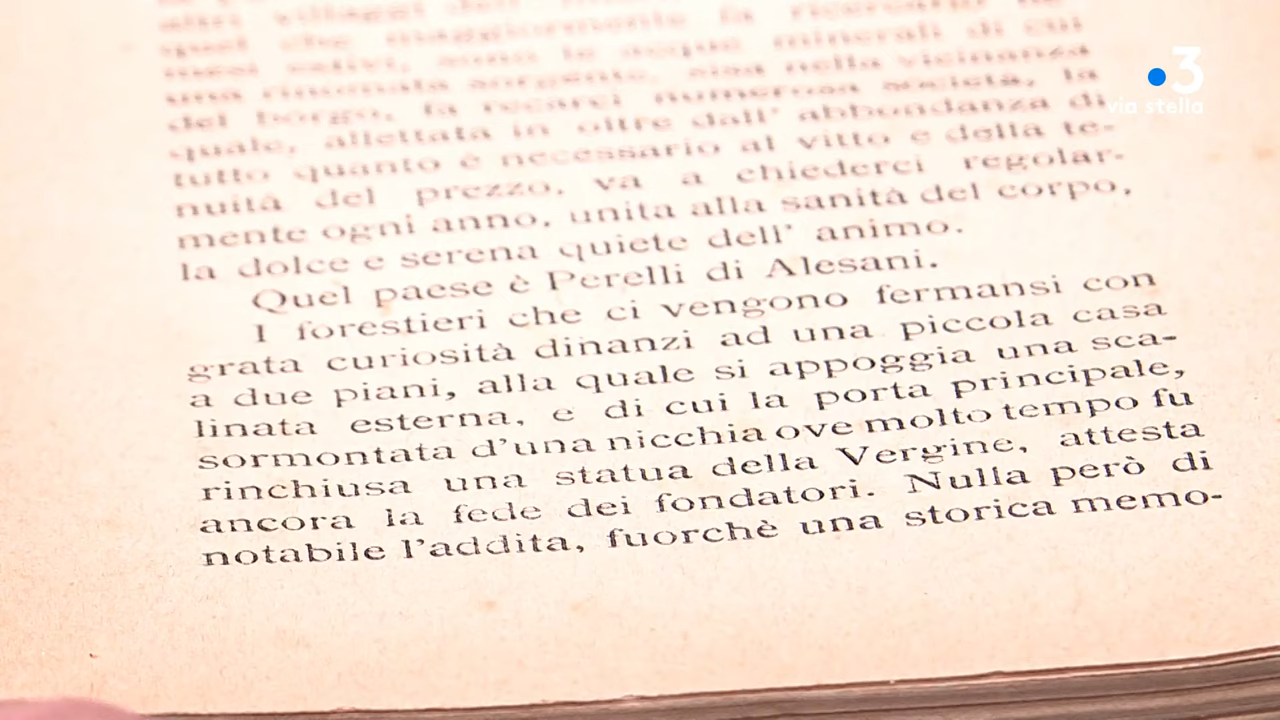 altri villaggi dell'
quel che maggiormente fa ricercarlo ne'
mesi estivi, sono le acque minerali di cui
una rinomata sorgente, sita nella vicinanza
del borgo, fa recarci numerosa società, la
quale, allettata in oltre dall' abbondanza di
tutto quanto è necessario al vitto e della te-
nuità del prezzo, va a chiederci regolar-
mente ogni anno, unita alla sanità del corpo,
la dolce e serena quiete dell' animo.
Quel paese è Perelli di Alesani.
I forestieri che ci vengono fermansi con
grata curiosità dinanzi ad una piccola casa
a due piani, alla quale si appoggia una sca-
linata esterna, e di cui la porta principale,
sormontata d'una nicchia ove molto tempo fu
rinchiusa una statua della Vergine, attesta
ancora la fede dei fondatori. Nulla però di
notabile l'addita, fuorchè una storica memo-
3
via stella